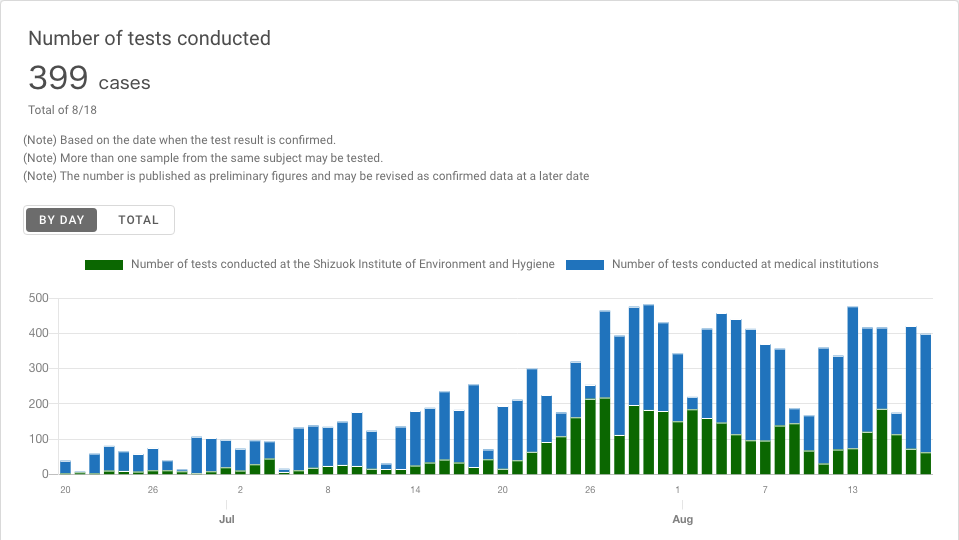 Number of tests conducted
399 cases
Total of 8/18
(Note) Based on the date when the test result is confirmed.
(Note) More than one sample from the same subject may be tested.
(Note) The number is published as preliminary figures and may be revised as confirmed data at a later date
BY DAY TOTAL
Number of tests conducted at the Shizuok Institute of Environment and Hygiene Number of tests conducted at medical institutions
500
400
300
200
100
0
20 26 2 8 14 20 26 1 7 13
Jul Aug